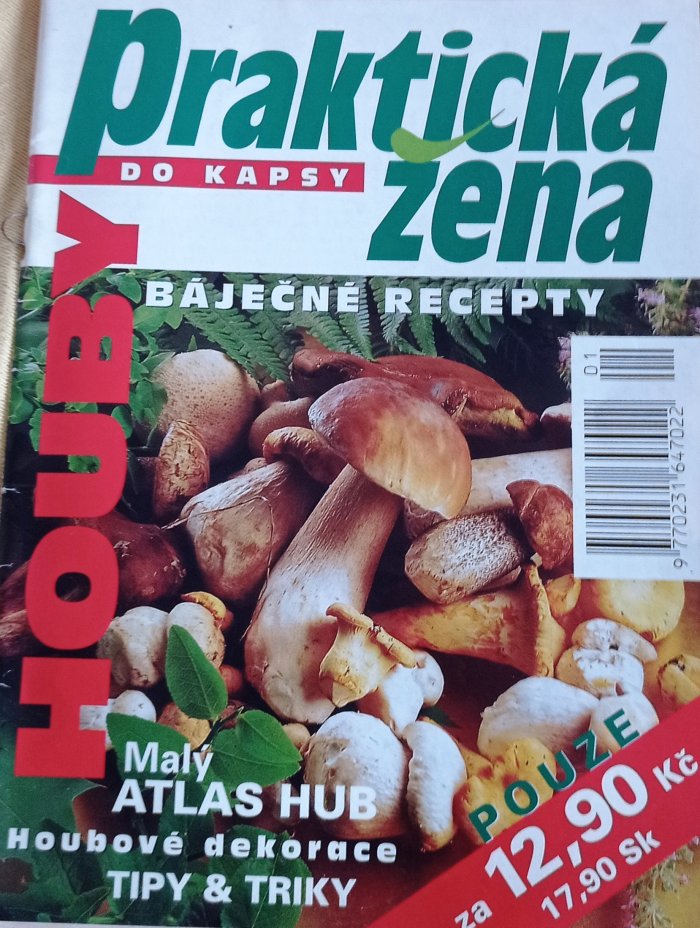 Praktická
DO KAPSY
žena
HOUBY
BÁJEČNÉ RECEPTY
01
9 770231 647022
Malý
ATLAS HUB
Houbové dekorace
TIPY & TRIKY
POUZE
za 12,90 Kč
17,90 Sk